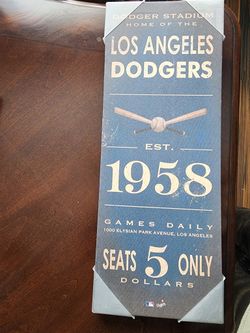 DODGER STADIUM
HOME OF THE
LOS ANGELES
DODGERS
EST.
1958
GAMES DAILY
1000 ELYSIAN PARK AVENUE, LOS ANGELES
SEATS 5 ONLY
DOLLARS